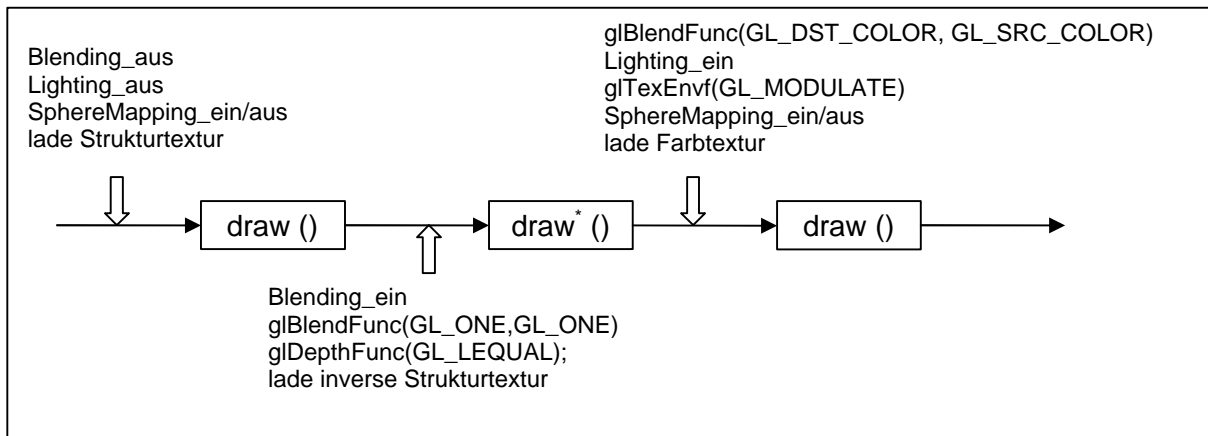 Blending_aus
Lighting_aus
SphereMapping_ein/aus
lade Strukturtextur
glBlendFunc(GL_DST_COLOR, GL_SRC_COLOR)
Lighting_ein
glTexEnvf(GL_MODULATE)
SphereMapping_ein/aus
lade Farbtextur
draw ()
draw* ()
draw ()
Blending_ein
glBlendFunc(GL_ONE,GL_ONE)
glDepthFunc(GL_LEQUAL);
lade inverse Strukturtextur